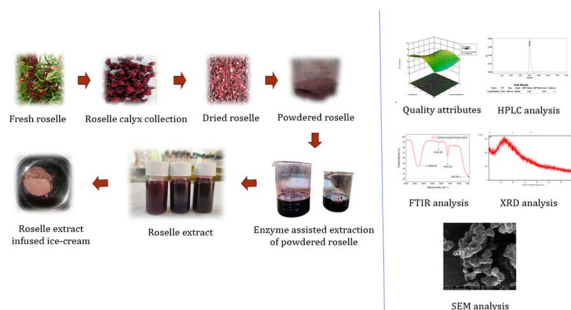 Fresh roselle
Roselle calyx collection
Dried roselle
Powdered roselle
Roselle extract
infused ice-cream
Roselle extract
Enzyme assisted extraction
of powdered roselle
Quality attributes
HPLC analysis
FTIR analysis
XRD analysis
SEM analysis